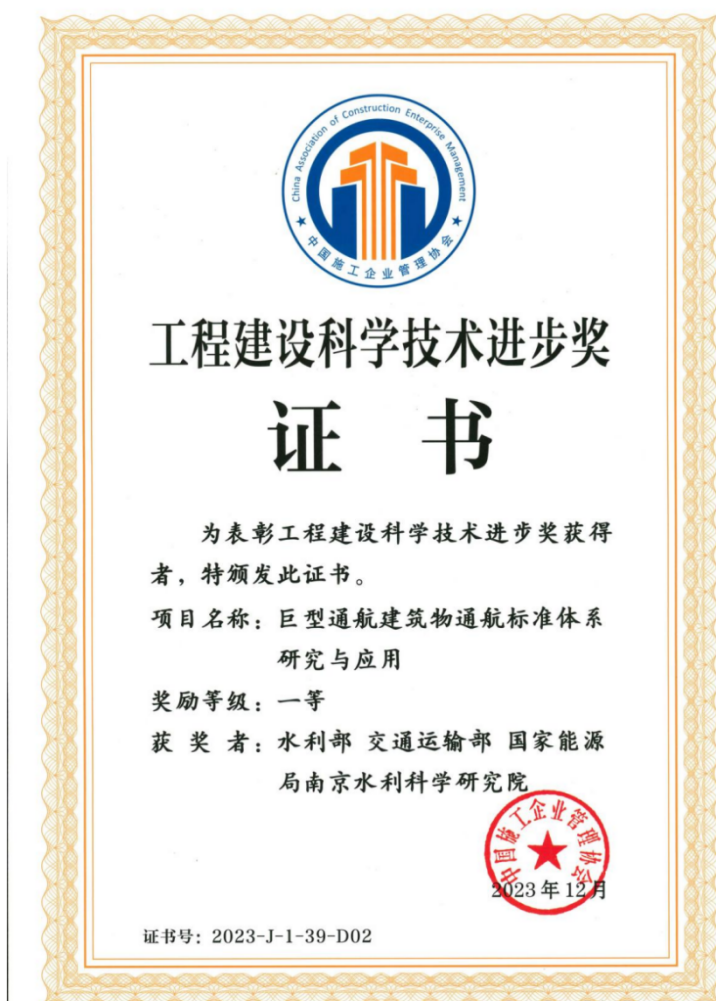 China Association of Construction Enterprise Management
★ 中国施工企业管理协会 ★
工程建设科学技术进步奖
证 书
为表彰工程建设科学技术进步奖获得
者，特颁发此证书。
项目名称：巨型通航建筑物通航标准体系
研究与应用
奖励等级：一等
获 奖 者：水利部 交通运输部 国家能源
局南京水利科学研究院
中国施工企业管理协会
2023年12月
证书号：2023-J-1-39-D02